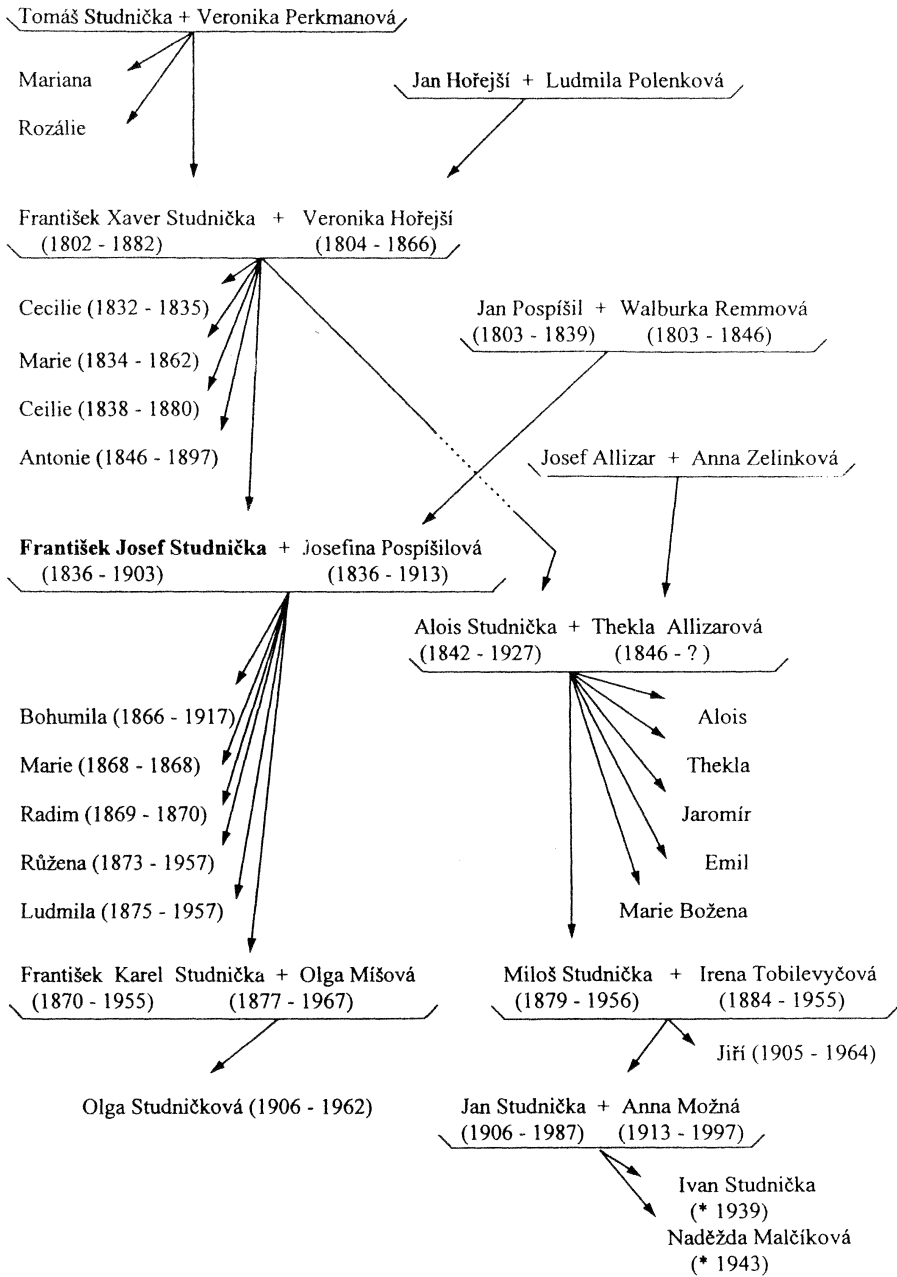 Tomáš Studnička + Veronika Perkmanová
Mariana
Rozálie
Jan Hořejší + Ludmila Polenková
František Xaver Studnička + Veronika Hořejší
(1802 - 1882) (1804 - 1866)
Cecilie (1832 - 1835)
Marie (1834 - 1862)
Ceilie (1838 - 1880)
Antonie (1846 - 1897)
Jan Pospíšil + Walburka Remmová
(1803 - 1839) (1803 - 1846)
Josef Allizar + Anna Zelinková
František Josef Studnička + Josefina Pospíšilová
(1836 - 1903) (1836 - 1913)
Alois Studnička + Thekla Allizarová
(1842 - 1927) (1846 - ? )
Bohumila (1866 - 1917)
Marie (1868 - 1868)
Radim (1869 - 1870)
Růžena (1873 - 1957)
Ludmila (1875 - 1957)
Alois
Thekla
Jaromír
Emil
Marie Božena
František Karel Studnička + Olga Míšová
(1870 - 1955) (1877 - 1967)
Miloš Studnička + Irena Tobilevyčová
(1879 - 1956) (1884 - 1955)
Jiří (1905 - 1964)
Olga Studničková (1906 - 1962)
Jan Studnička + Anna Možná
(1906 - 1987) (1913 - 1997)
Ivan Studnička
(* 1939)
Naděžda Malčíková
(* 1943)